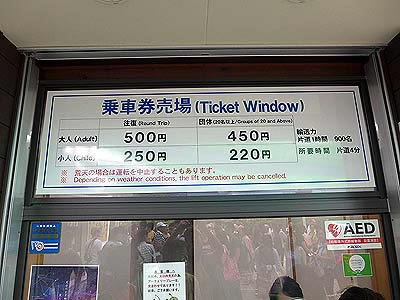 乗車券売場(Ticket Window)
往復(Round Trip) 団体(20名以上/Groups of 20 and Above)
大人(Adult) 500円 450円 輸送力 片道1時間 900名
小人(Child) 250円 220円 所要時間 片道4分
※ 荒天の場合は運転を中止することもあります。
※ Depending on weather conditions, the lift operation may be cancelled.
AED